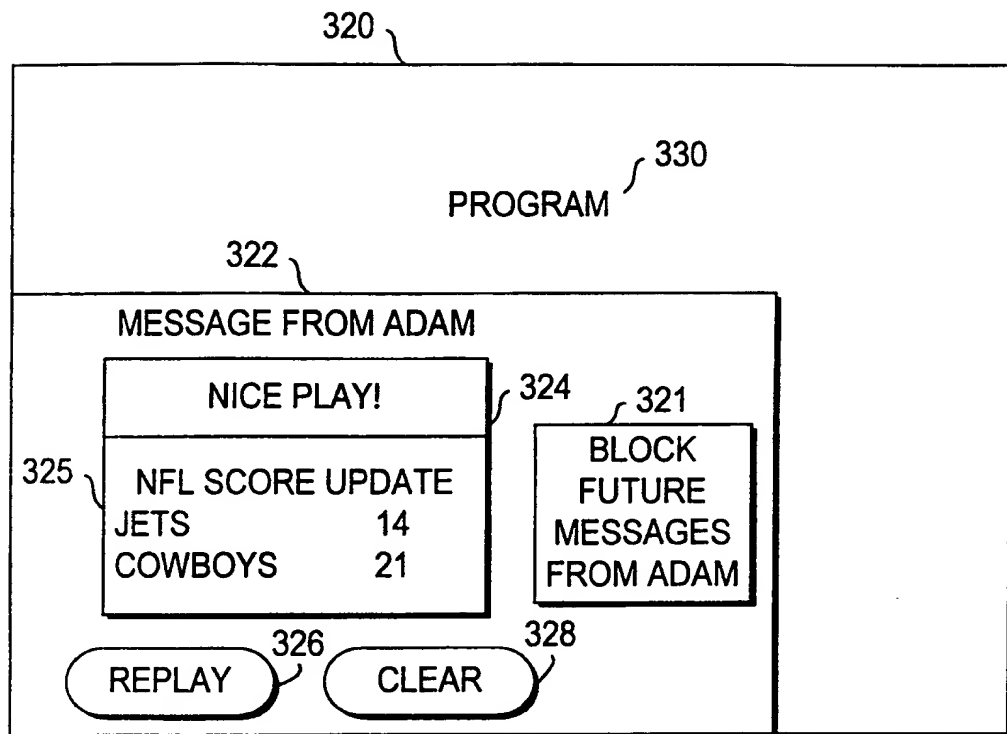 320
330
PROGRAM
322
MESSAGE FROM ADAM
NICE PLAY!
324
321
325
NFL SCORE UPDATE
JETS 14
COWBOYS 21
BLOCK
FUTURE
MESSAGES
FROM ADAM
REPLAY
326
CLEAR
328